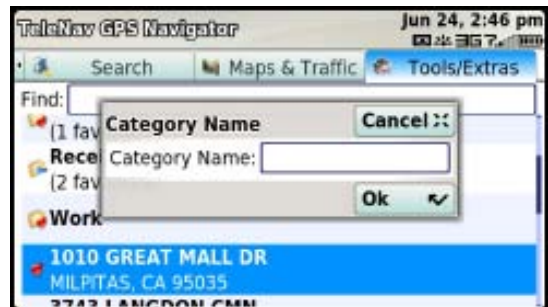 TeleNav GPS Navigator
Jun 24, 2:46 pm
3G
Search Maps & Traffic Tools/Extras
Find:
(1 fav
Category Name
Cancel
Rece
Category Name:
(2 fav
Ok
Work
1010 GREAT MALL DR
MILPITAS, CA 95035
3743 LANGDON CMN